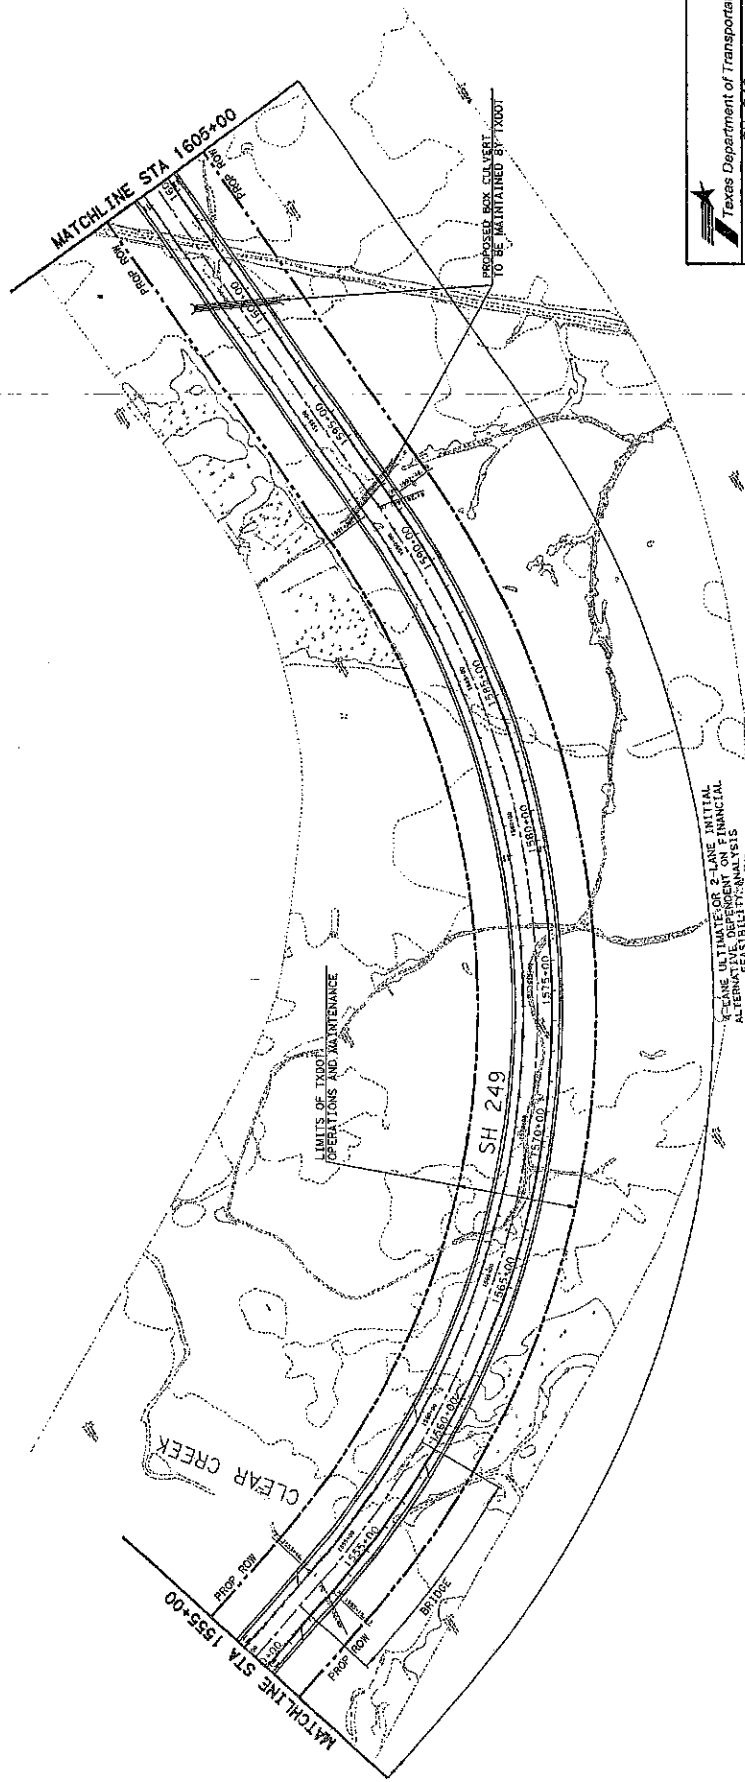 MATCHLINE STA 1605+00
PROP ROW
PROP ROW
PROPOSED BOX CULVERT
TO BE MAINTAINED BY TXDOT
Texas Department of Transporta
1595+00
1590+00
1585+00
1580+00
1575+00
1570+00
1565+00
1560+00
1555+00
SH 249
LIMITS OF TXDOT
OPERATIONS AND MAINTENANCE
4-LANE ULTIMATE OR 2-LANE INITIAL
ALTERNATIVE DEPENDENT ON FINANCIAL
FEASIBILITY ANALYSIS
CLEAR CREEK
PROP ROW
PROP ROW
BRIDGE
MATCHLINE STA 1555+00